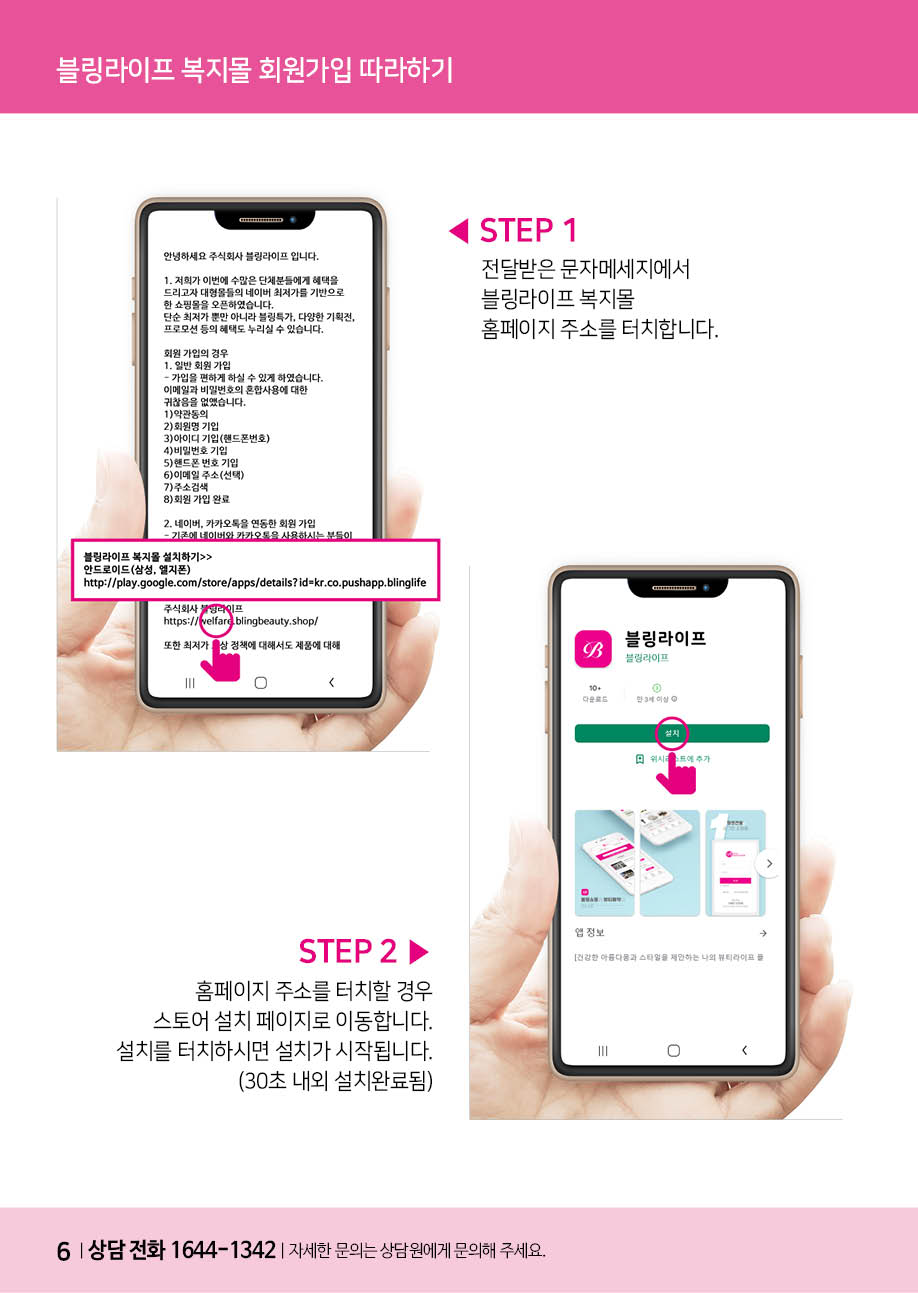 블링라이프 복지몰 회원가입 따라하기
◀ STEP 1
전달받은 문자메세지에서
블링라이프 복지몰
홈페이지 주소를 터치합니다.
안녕하세요 주식회사 블링라이프 입니다.
1. 저희가 이번에 수많은 단체분들에게 혜택을
드리고자 대형몰들의 네이버 최저가를 기반으로
한 쇼핑몰을 오픈하였습니다.
단순 최저가 뿐만 아니라 블링특가, 다양한 기획전,
프로모션 등의 혜택도 누리실 수 있습니다.
회원 가입의 경우
1. 일반 회원 가입
- 가입을 편하게 하실 수 있게 하였습니다.
이메일과 비밀번호의 혼합사용에 대한
귀찮음을 없앴습니다.
1)약관동의
2)회원명 기입
3)아이디 기입(핸드폰번호)
4)비밀번호 기입
5)핸드폰 번호 기입
6)이메일 주소(선택)
7)주소검색
8)회원 가입 완료
2. 네이버, 카카오톡을 연동한 회원 가입
- 기존에 네이버와 카카오톡을 사용하시는 분들이
블링라이프 복지몰 설치하기>>
안드로이드(삼성, 엘지폰)
http://play.google.com/store/apps/details?id=kr.co.pushapp.blinglife
주식회사 블링라이프
https://welfare.blingbeauty.shop/
또한 최저가 보상 정책에 대해서도 제품에 대해
B
블링라이프
블링라이프
10+
다운로드
3
만 3세 이상
설치
위시리스트에 추가
1
앱 정보
[건강한 아름다움과 스타일을 제안하는 나의 뷰티라이프 플
STEP 2 ▶
홈페이지 주소를 터치할 경우
스토어 설치 페이지로 이동합니다.
설치를 터치하시면 설치가 시작됩니다.
(30초 내외 설치완료됨)
6 | 상담 전화 1644-1342 | 자세한 문의는 상담원에게 문의해 주세요.